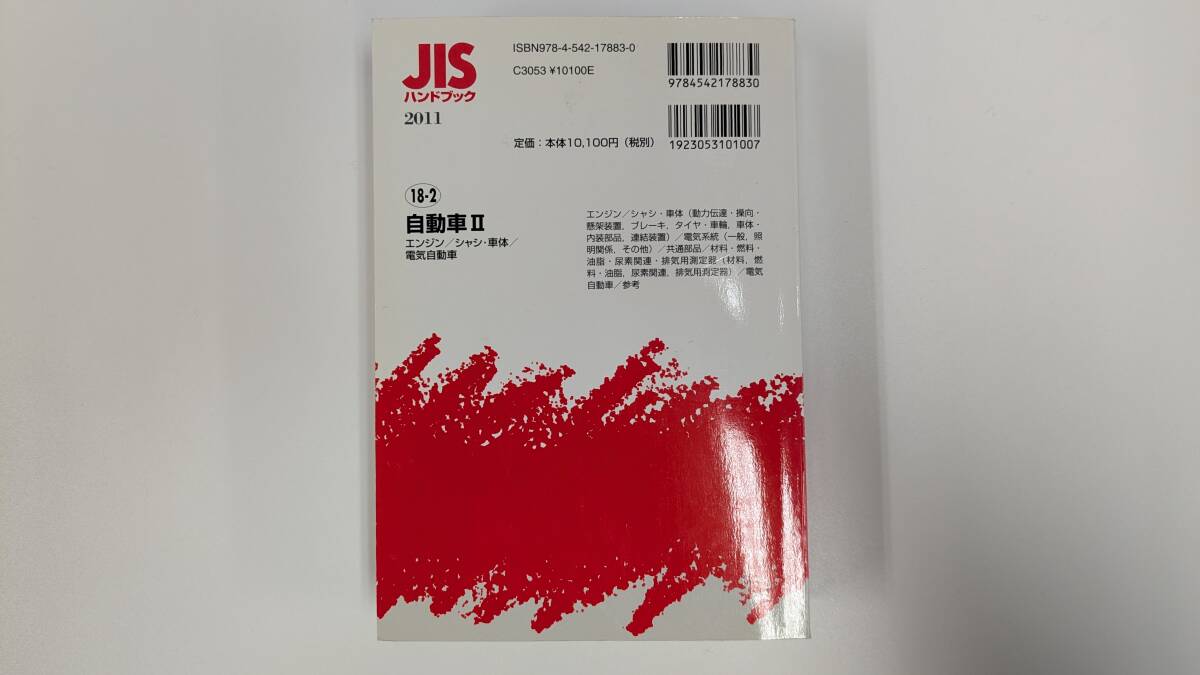 JIS
ハンドブック
2011
ISBN978-4-542-17883-0
C3053 ¥10100E
9784542178830
定価：本体10,100円（税別）
1923053101007
18-2
自動車Ⅱ
エンジン／シャシ・車体／
電気自動車
エンジン／シャシ・車体（動力伝達・操向・
懸架装置，ブレーキ，タイヤ・車輪，車体・
内装部品，連結装置）／電気系統（一般，照
明関係，その他）／共通部品／材料・燃料・
油脂・尿素関連・排気用測定器（材料，燃
料・油脂，尿素関連，排気用測定器）／電気
自動車／参考